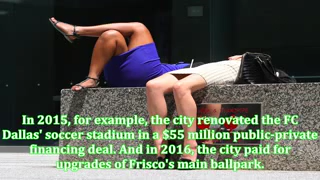 In 2015, for example, the city renovated the FC
Dallas’ soccer stadium in a $55 million public-private
financing deal. And in 2016, the city paid for
upgrades of Frisco’s main ballpark.